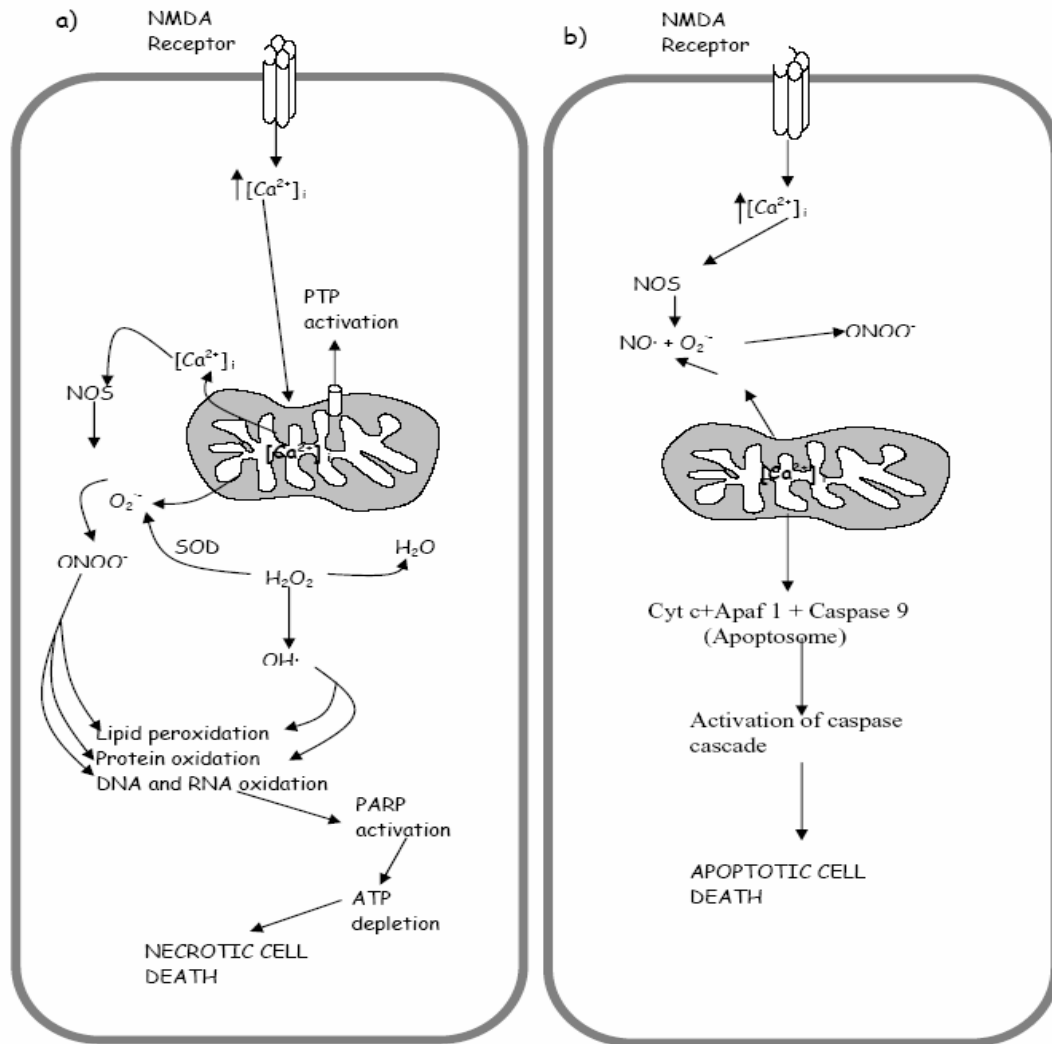 a)
NMDA
Receptor
[Ca²⁺]ᵢ
PTP
activation
[Ca²⁺]ᵢ
NOS
[Ca²⁺]ᵢ
O₂·⁻
SOD
H₂O
ONOO⁻
H₂O₂
OH·
Lipid peroxidation
Protein oxidation
DNA and RNA oxidation
PARP
activation
ATP
depletion
NECROTIC CELL
DEATH
b)
NMDA
Receptor
[Ca²⁺]ᵢ
NOS
NO· + O₂·⁻
ONOO⁻
[Ca²⁺]ᵢ
Cyt c+Apaf 1 + Caspase 9
(Apoptosome)
Activation of caspase
cascade
APOPTOTIC CELL
DEATH